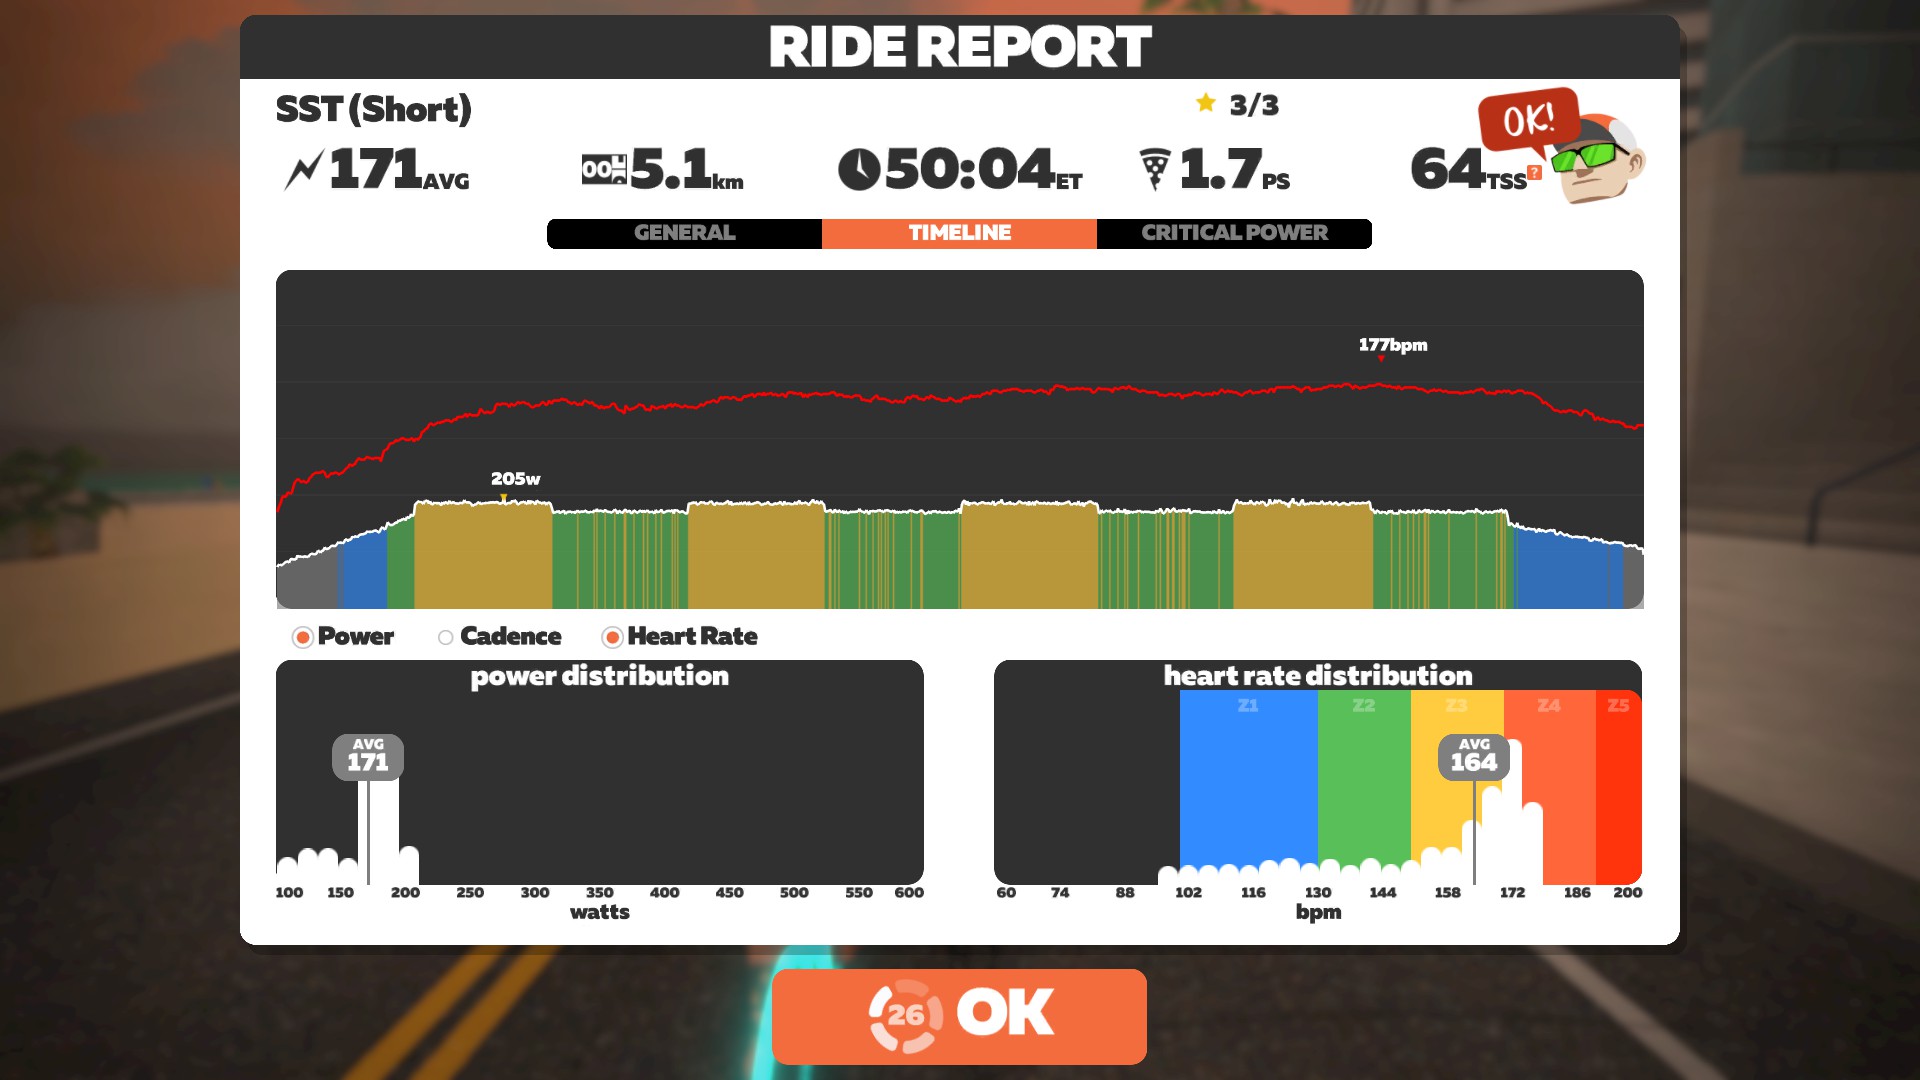 RIDE REPORT
SST (Short)
3/3
OK!
171AVG
5.1km
50:04ET
1.7PS
64TSS?
GENERAL
TIMELINE
CRITICAL POWER
177bpm
205w
Power
Cadence
Heart Rate
power distribution
AVG
171
100 150 200 250 300 350 400 450 500 550 600
watts
heart rate distribution
Z1 Z2 Z3 Z4 Z5
AVG
164
60 74 88 102 116 130 144 158 172 186 200
bpm
26 OK